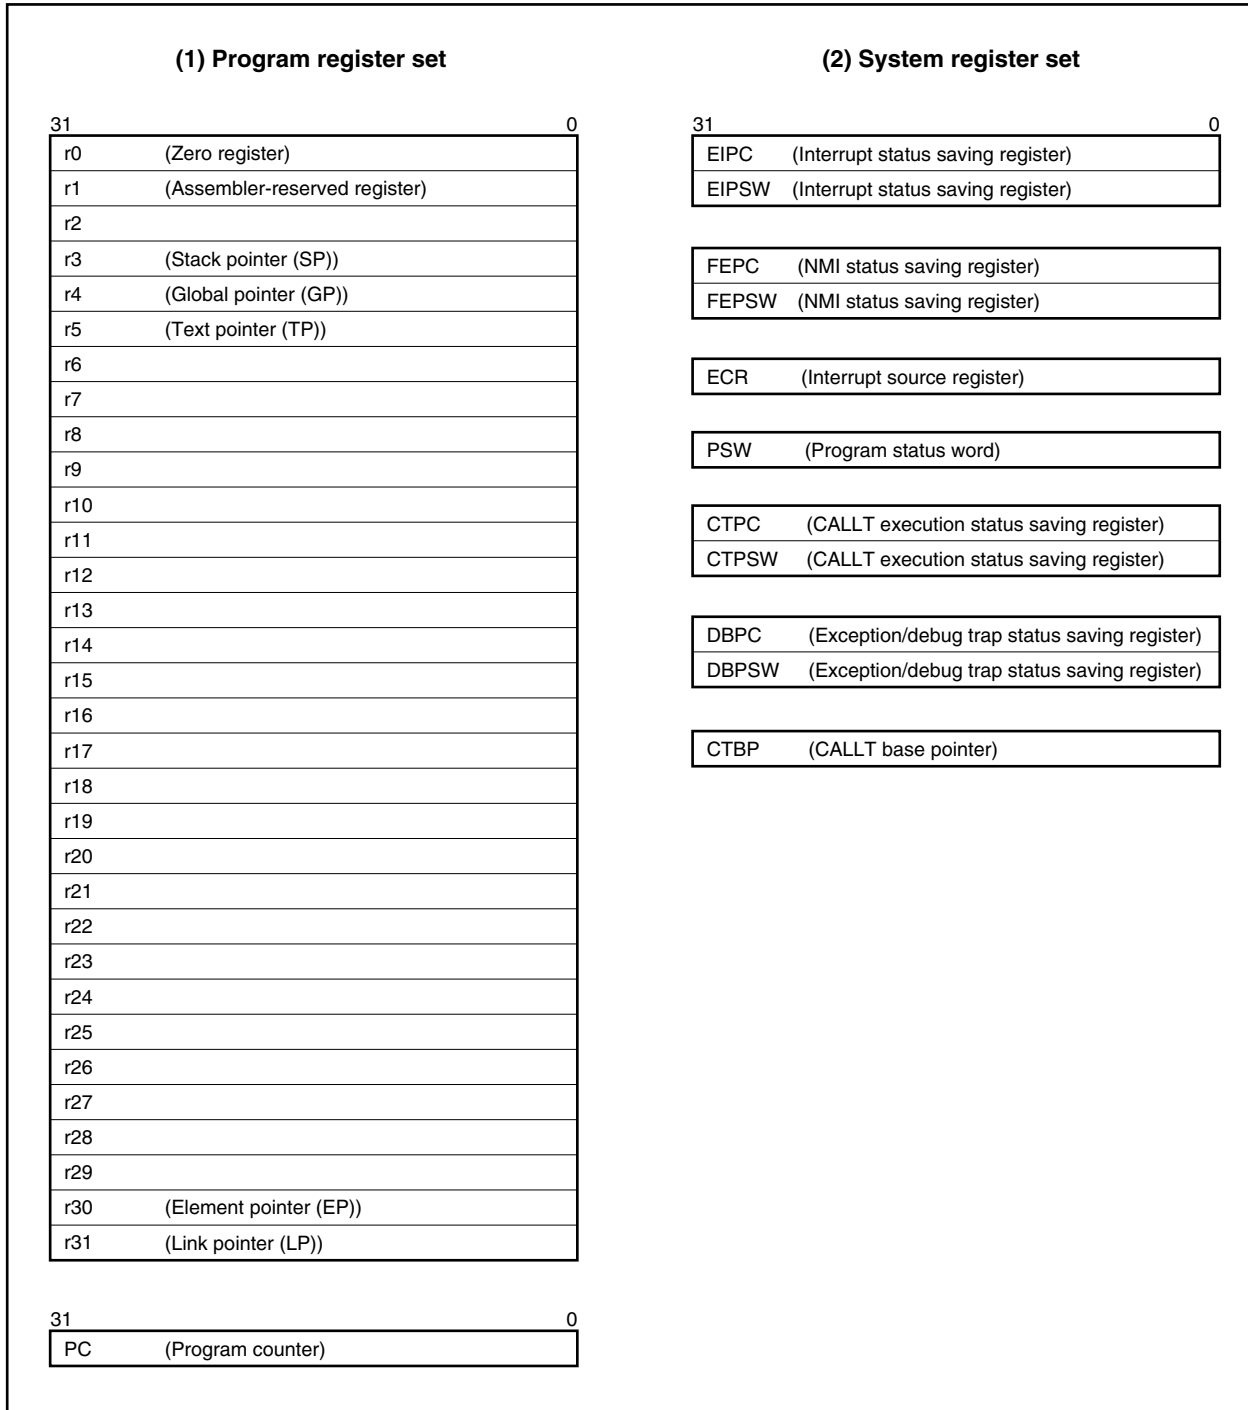 (1) Program register set
31 0
r0 (Zero register)
r1 (Assembler-reserved register)
r2
r3 (Stack pointer (SP))
r4 (Global pointer (GP))
r5 (Text pointer (TP))
r6
r7
r8
r9
r10
r11
r12
r13
r14
r15
r16
r17
r18
r19
r20
r21
r22
r23
r24
r25
r26
r27
r28
r29
r30 (Element pointer (EP))
r31 (Link pointer (LP))
31 0
PC (Program counter)
(2) System register set
31 0
EIPC (Interrupt status saving register)
EIPSW (Interrupt status saving register)
FEPC (NMI status saving register)
FEPSW (NMI status saving register)
ECR (Interrupt source register)
PSW (Program status word)
CTPC (CALLT execution status saving register)
CTPSW (CALLT execution status saving register)
DBPC (Exception/debug trap status saving register)
DBPSW (Exception/debug trap status saving register)
CTBP (CALLT base pointer)